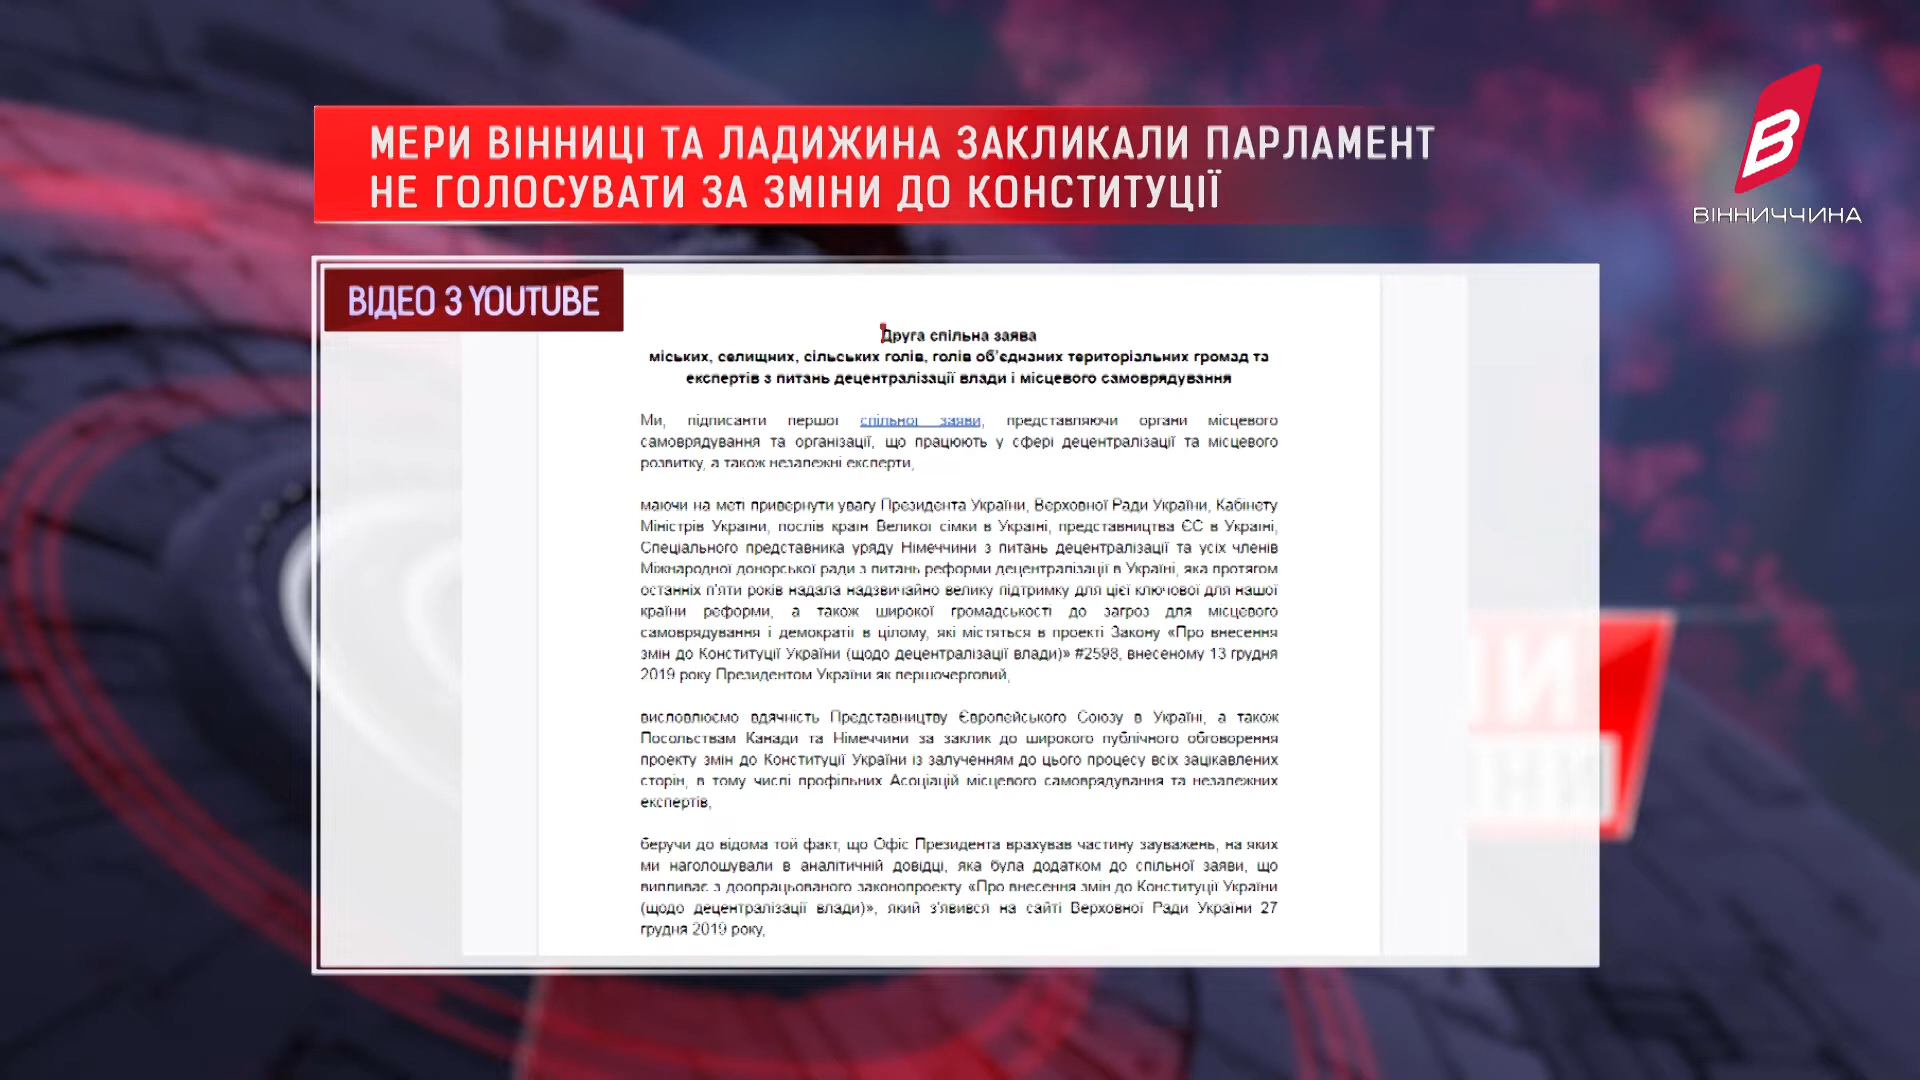 МЕРИ ВІННИЦІ ТА ЛАДИЖИНА ЗАКЛИКАЛИ ПАРЛАМЕНТ
НЕ ГОЛОСУВАТИ ЗА ЗМІНИ ДО КОНСТИТУЦІЇ
В
ВІННИЧЧИНА
ВІДЕО З YOUTUBE
Друга спільна заява
міських, селищних, сільських голів, голів об'єднаних територіальних громад та
експертів з питань децентралізації влади і місцевого самоврядування
Ми, підписанти першої спільної заяви, представляючи органи місцевого
самоврядування та організації, що працюють у сфері децентралізації та місцевого
розвитку, а також незалежні експерти,
маючи на меті привернути увагу Президента України, Верховної Ради України, Кабінету
Міністрів України, послів країн Великої сімки в Україні, представництва ЄС в Україні,
Спеціального представника уряду Німеччини з питань децентралізації та усіх членів
Міжнародної донорської ради з питань реформи децентралізації в Україні, яка протягом
останніх п'яти років надала надзвичайно велику підтримку для цієї ключової для нашої
країни реформи, а також широкої громадськості до загроз для місцевого
самоврядування і демократії в цілому, які містяться в проекті Закону «Про внесення
змін до Конституції України (щодо децентралізації влади)» #2598, внесеному 13 грудня
2019 року Президентом України як першочерговий,
висловлюємо вдячність Представництву Європейського Союзу в Україні, а також
Посольствам Канади та Німеччини за заклик до широкого публічного обговорення
проекту змін до Конституції України із залученням до цього процесу всіх зацікавлених
сторін, в тому числі профільних Асоціацій місцевого самоврядування та незалежних
експертів,
беручи до відома той факт, що Офіс Президента врахував частину зауважень, на яких
ми наголошували в аналітичній довідці, яка була додатком до спільної заяви, що
випливає з доопрацьованого законопроекту «Про внесення змін до Конституції України
(щодо децентралізації влади)», який з'явився на сайті Верховної Ради України 27
грудня 2019 року,